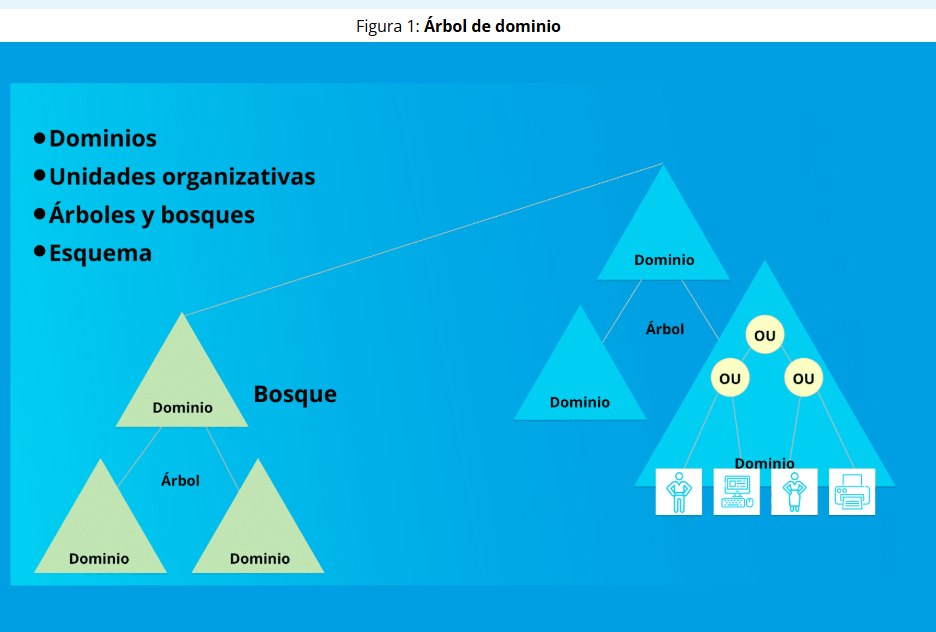 Figura 1: Árbol de dominio
•Dominios
•Unidades organizativas
•Árboles y bosques
•Esquema
Dominio
Árbol
Dominio
OU
OU
OU
Dominio
Bosque
Dominio
Árbol
Dominio
Dominio